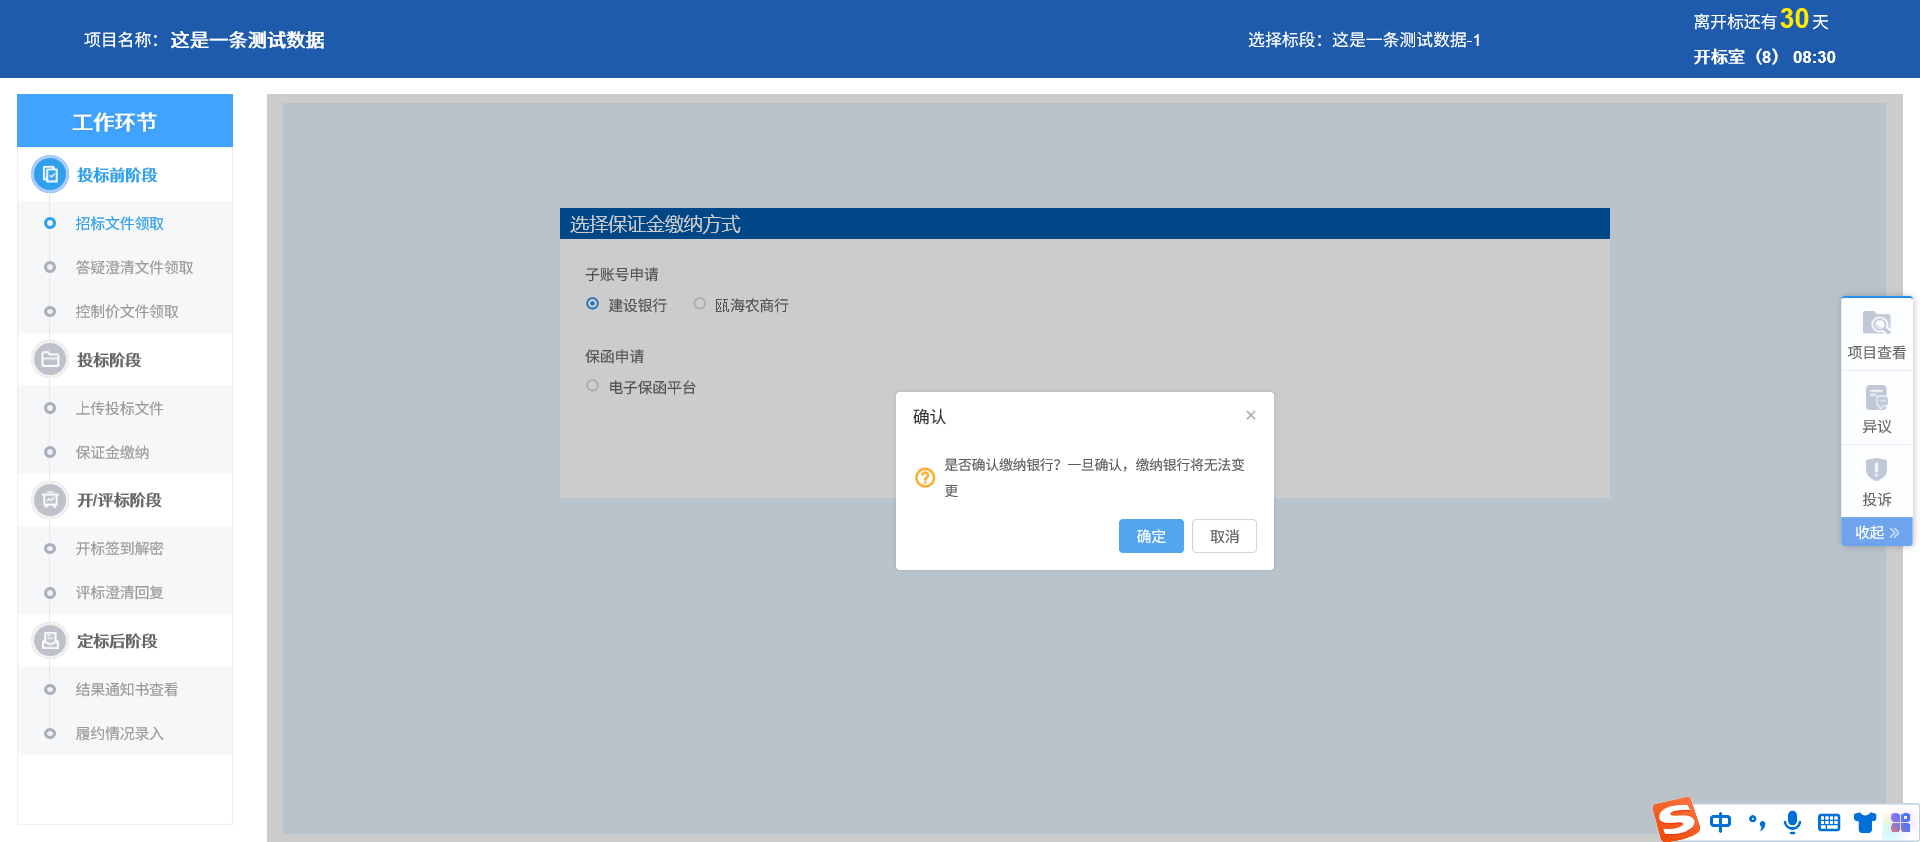 项目名称： 这是一条测试数据
选择标段：这是一条测试数据-1
离开标还有30天
开标室（8） 08:30
工作环节
投标前阶段
招标文件领取
答疑澄清文件领取
控制价文件领取
投标阶段
上传投标文件
保证金缴纳
开/评标阶段
开标签到解密
评标澄清回复
定标后阶段
结果通知书查看
履约情况录入
选择保证金缴纳方式
子账号申请
建设银行 瓯海农商行
保函申请
电子保函平台
确认
是否确认缴纳银行？一旦确认，缴纳银行将无法变
更
确定 取消
项目查看
异议
投诉
收起
中